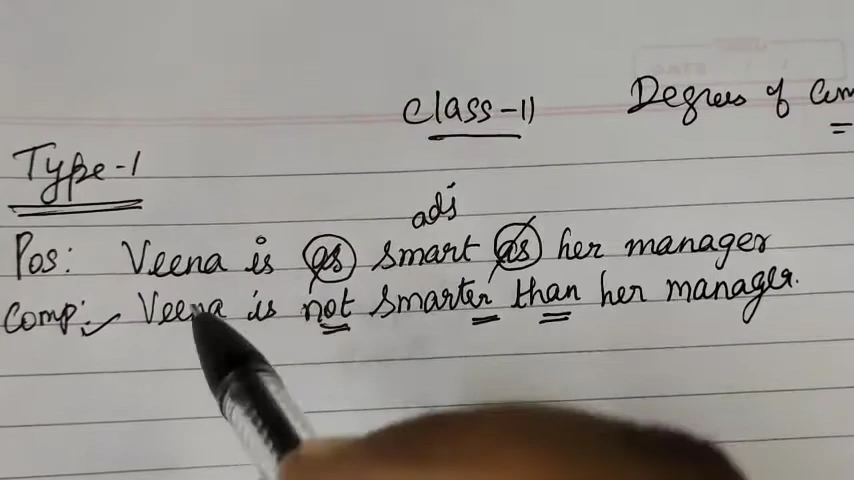 Class-11 Degrees of Com
Type-1
adj
Pos: Veena is as smart as her manager
Comp: Veena is not smarter than her manager.